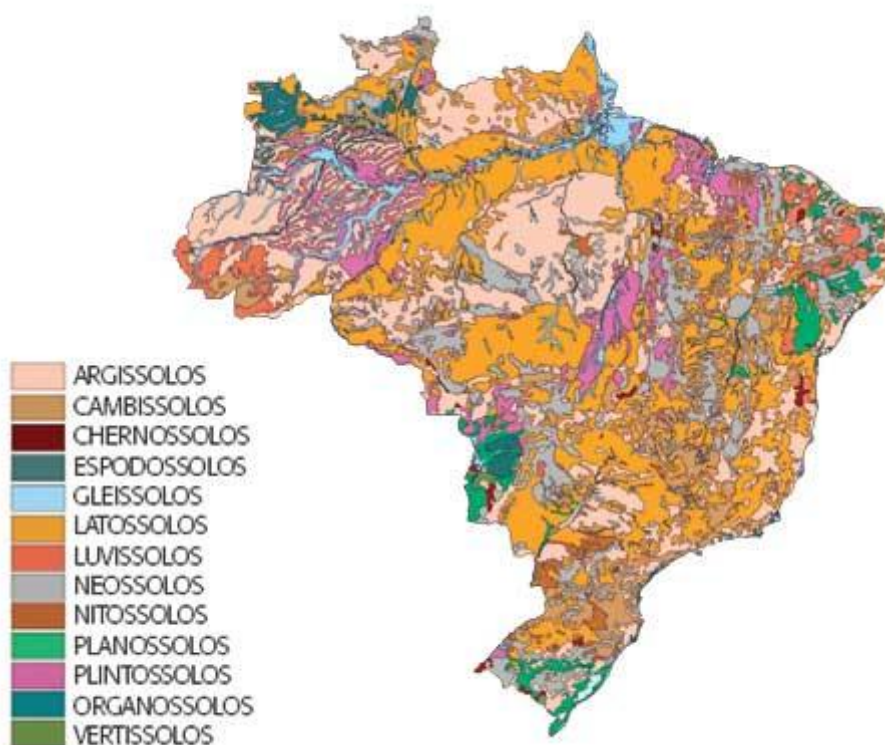 ARGISSOLOS
CAMBISSOLOS
CHERNOSSOLOS
ESPODOSSOLOS
GLEISSOLOS
LATOSSOLOS
LUVISSOLOS
NEOSSOLOS
NITOSSOLOS
PLANOSSOLOS
PLINTOSSOLOS
ORGANOSSOLOS
VERTISSOLOS